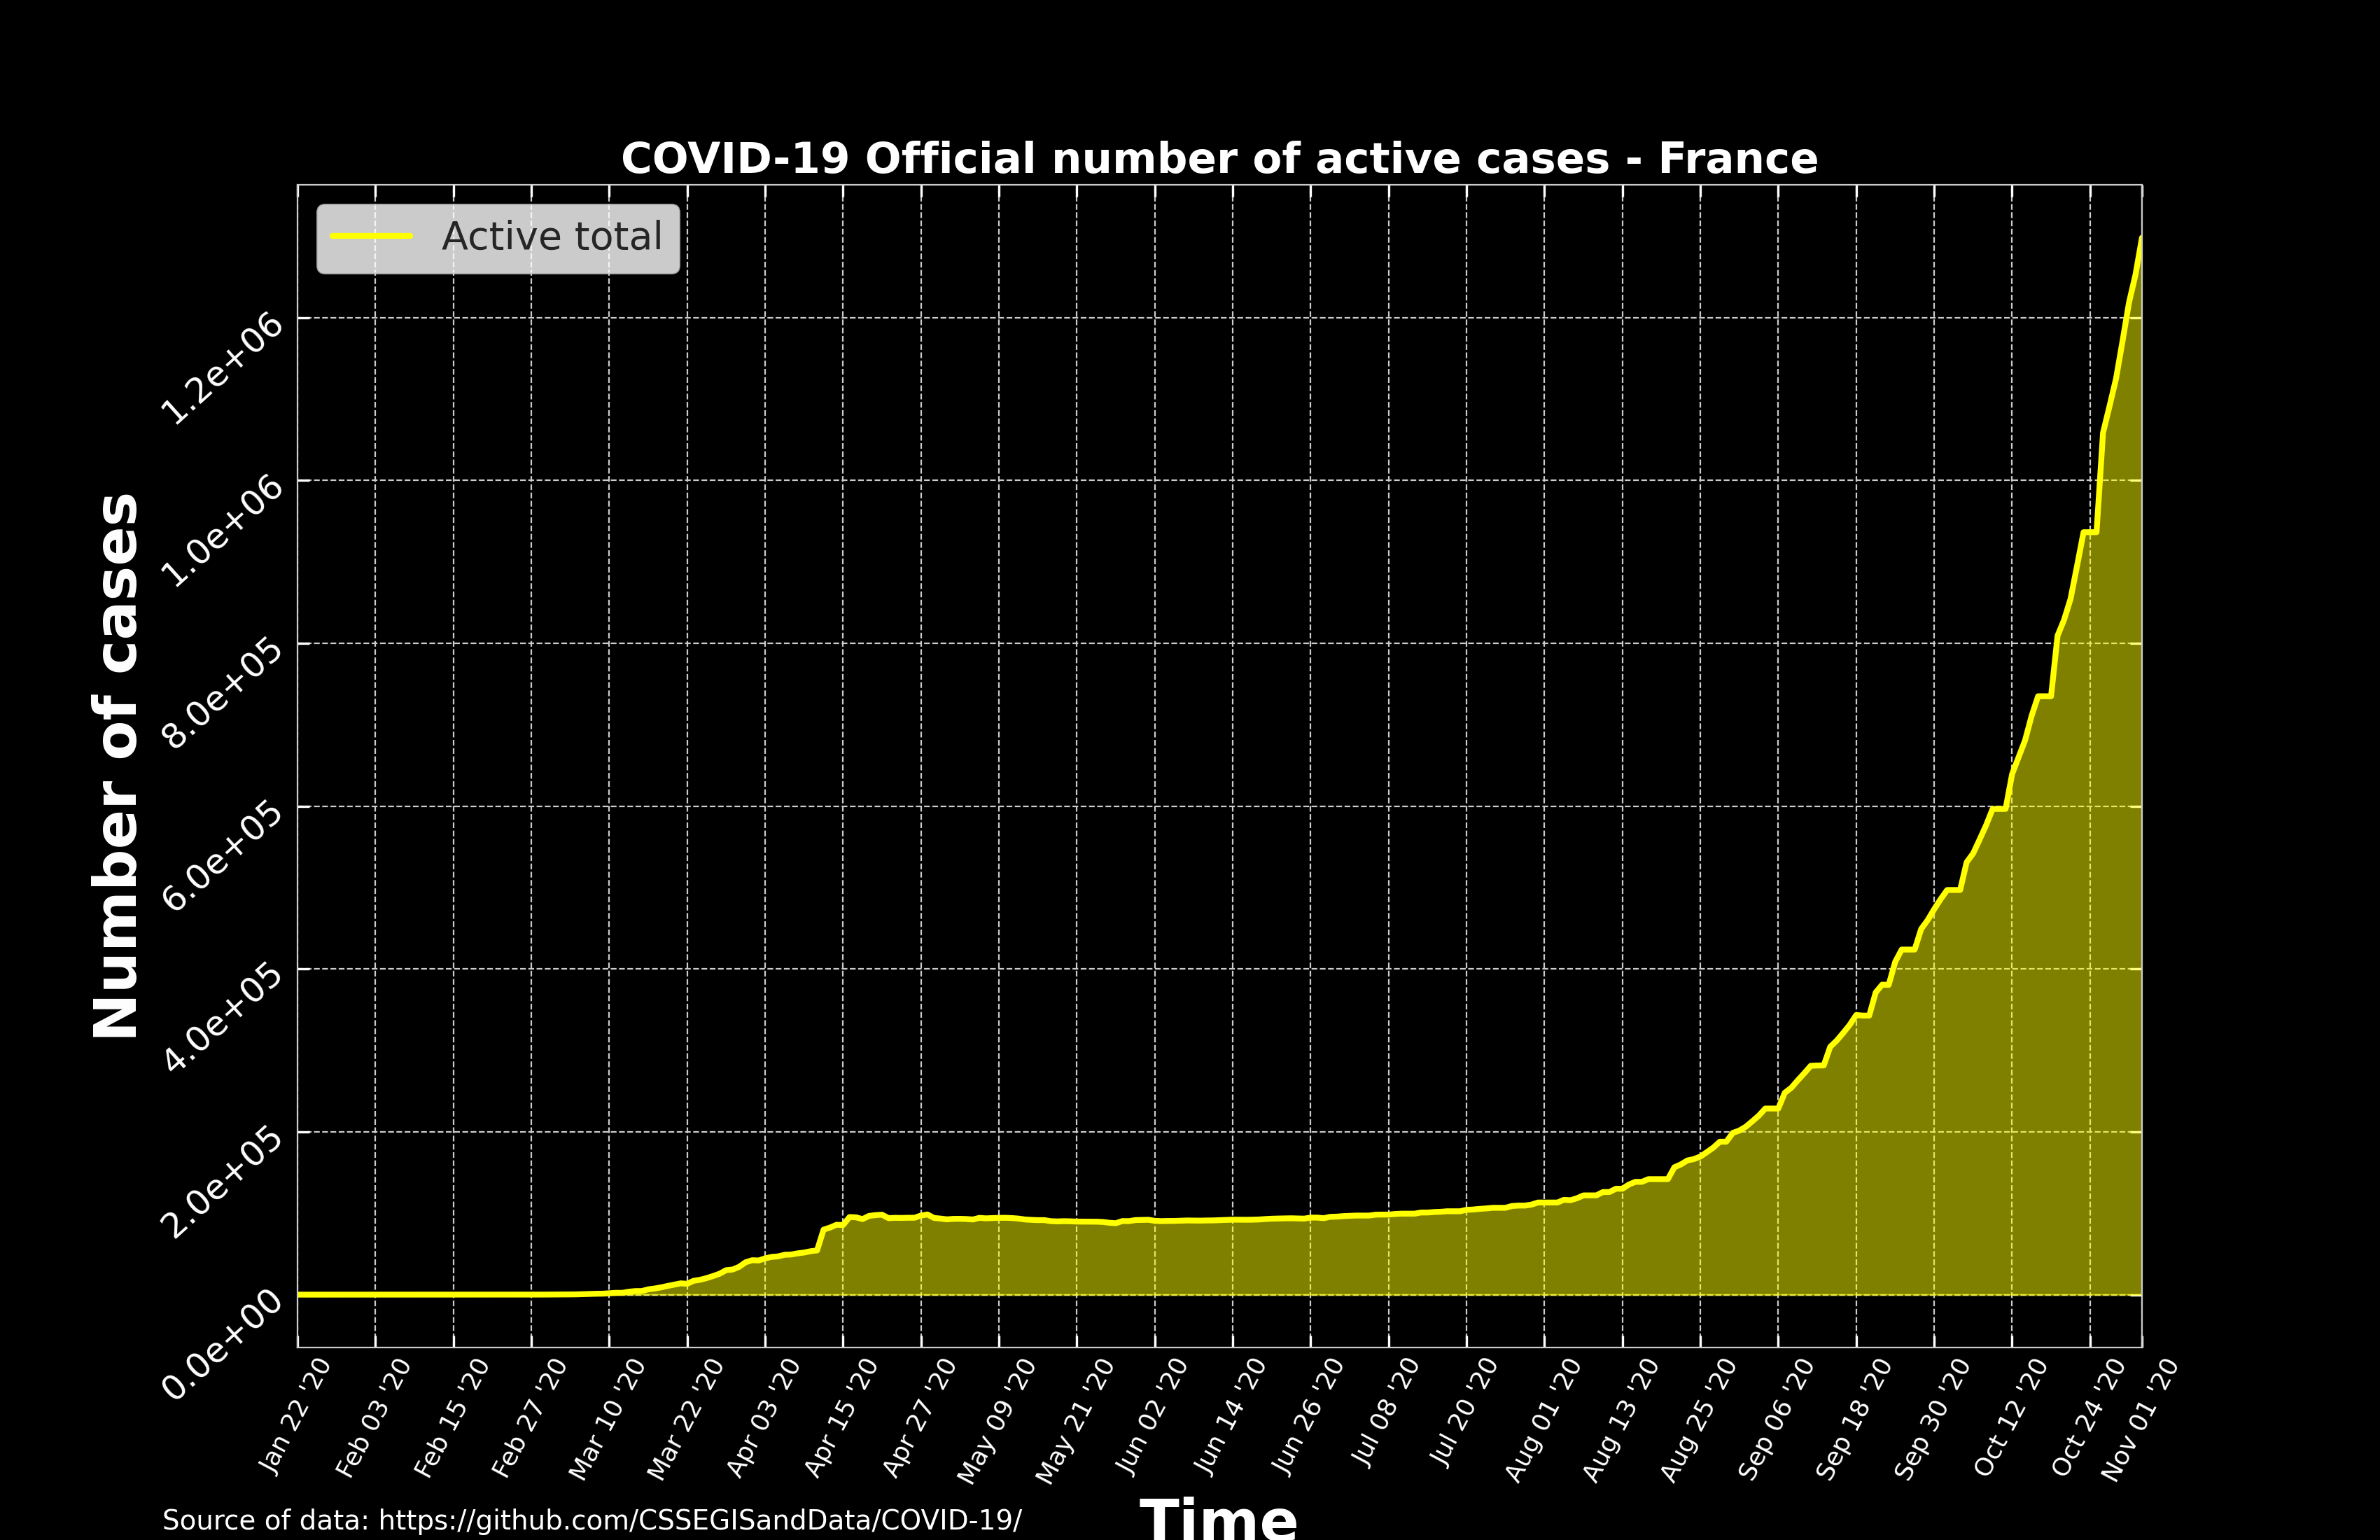 COVID-19 Official number of active cases - France
Active total
Number of cases
1.2e+06
1.0e+06
8.0e+05
6.0e+05
4.0e+05
2.0e+05
0.0e+00
Jan 22 '20
Feb 03 '20
Feb 15 '20
Feb 27 '20
Mar 10 '20
Mar 22 '20
Apr 03 '20
Apr 15 '20
Apr 27 '20
May 09 '20
May 21 '20
Jun 02 '20
Jun 14 '20
Jun 26 '20
Jul 08 '20
Jul 20 '20
Aug 01 '20
Aug 13 '20
Aug 25 '20
Sep 06 '20
Sep 18 '20
Sep 30 '20
Oct 12 '20
Oct 24 '20
Nov 01 '20
Time
Source of data: https://github.com/CSSEGISandData/COVID-19/